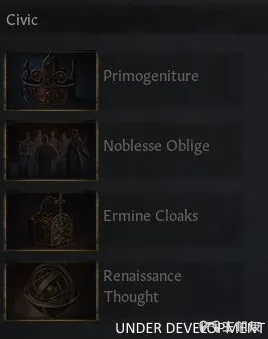 Civic
Primogeniture
Noblesse Oblige
Ermine Cloaks
Renaissance
Thought
UNDER DEVELOPMENT